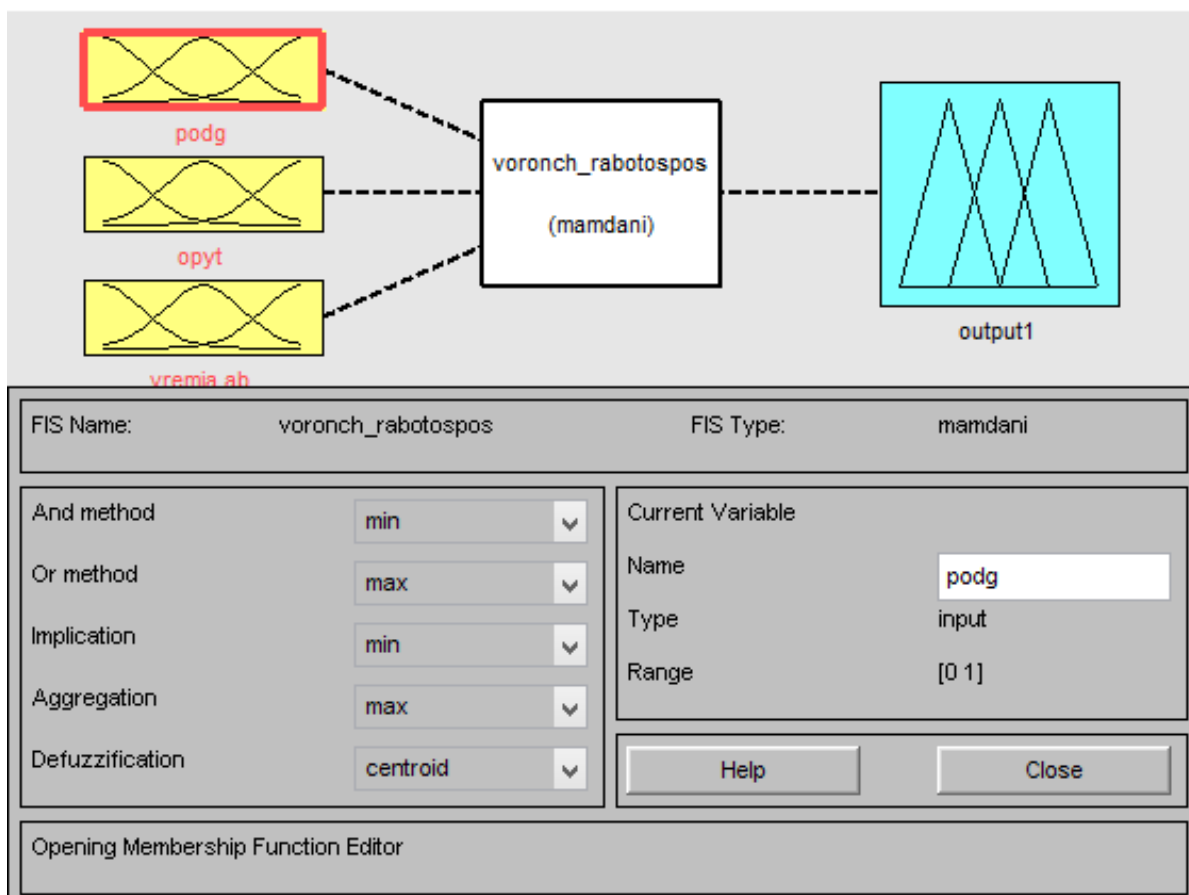 podg
voronch_rabotospos
opyt
(mamdani)
output1
vremia ab
FIS Name: voronch_rabotospos FIS Type: mamdani
And method min
Or method max
Implication min
Aggregation max
Defuzzification centroid
Current Variable
Name podg
Type input
Range [0 1]
Help Close
Opening Membership Function Editor